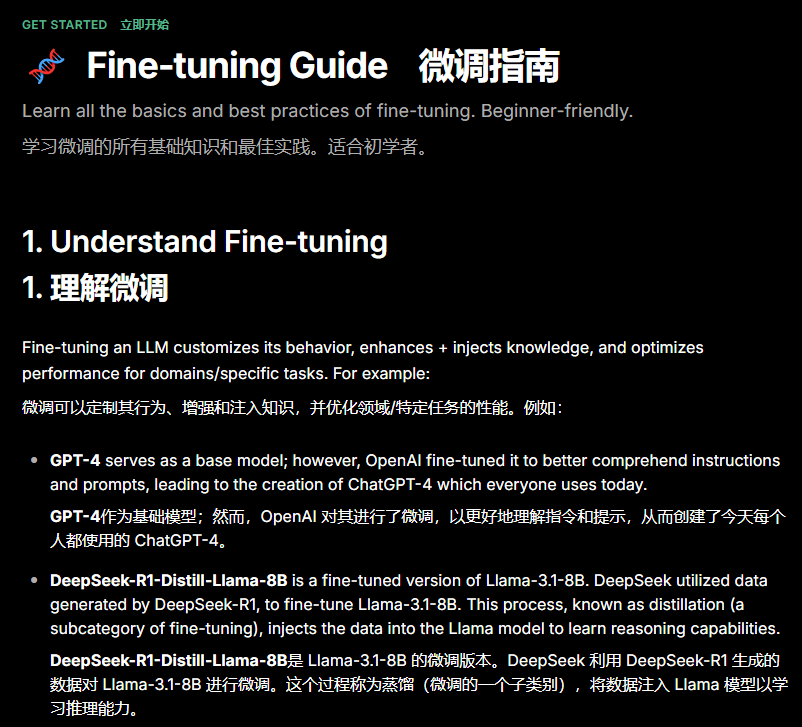 GET STARTED 立即开始
Fine-tuning Guide 微调指南
Learn all the basics and best practices of fine-tuning. Beginner-friendly.
学习微调的所有基础知识和最佳实践。适合初学者。
1. Understand Fine-tuning
1. 理解微调
Fine-tuning an LLM customizes its behavior, enhances + injects knowledge, and optimizes
performance for domains/specific tasks. For example:
微调可以定制其行为、增强和注入知识，并优化领域/特定任务的性能。例如：
GPT-4 serves as a base model; however, OpenAI fine-tuned it to better comprehend instructions
and prompts, leading to the creation of ChatGPT-4 which everyone uses today.
GPT-4作为基础模型；然而，OpenAI 对其进行了微调，以更好地理解指令和提示，从而创建了今天每个
人都使用的 ChatGPT-4。
DeepSeek-R1-Distill-Llama-8B is a fine-tuned version of Llama-3.1-8B. DeepSeek utilized data
generated by DeepSeek-R1, to fine-tune Llama-3.1-8B. This process, known as distillation (a
subcategory of fine-tuning), injects the data into the Llama model to learn reasoning capabilities.
DeepSeek-R1-Distill-Llama-8B是 Llama-3.1-8B 的微调版本。DeepSeek 利用 DeepSeek-R1 生成的
数据对 Llama-3.1-8B 进行微调。这个过程称为蒸馏（微调的一个子类别），将数据注入 Llama 模型以学
习推理能力。